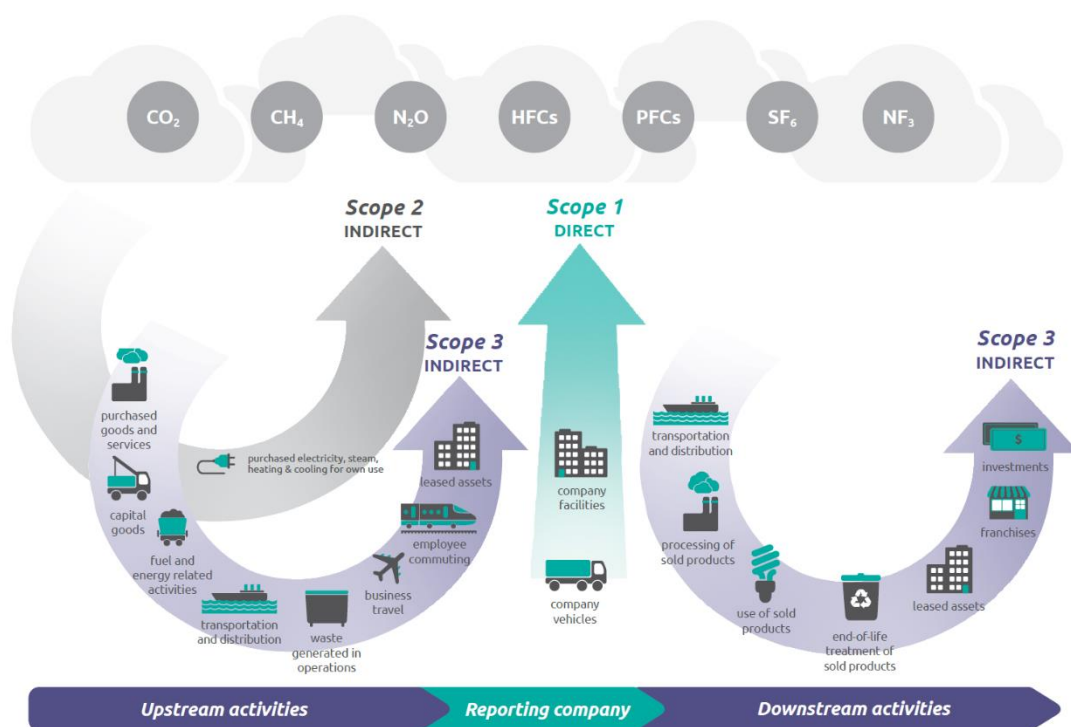 CO₂
CH₄
N₂O
HFCs
PFCs
SF₆
NF₃
Scope 2
INDIRECT
Scope 1
DIRECT
Scope 3
INDIRECT
Scope 3
INDIRECT
purchased
goods and
services
capital
goods
fuel and
energy related
activities
purchased electricity, steam,
heating & cooling for own use
transportation
and distribution
waste
generated in
operations
business
travel
employee
commuting
leased assets
company
facilities
company
vehicles
transportation
and distribution
processing of
sold products
use of sold
products
end-of-life
treatment of
sold products
leased assets
franchises
$
investments
Upstream activities
Reporting company
Downstream activities